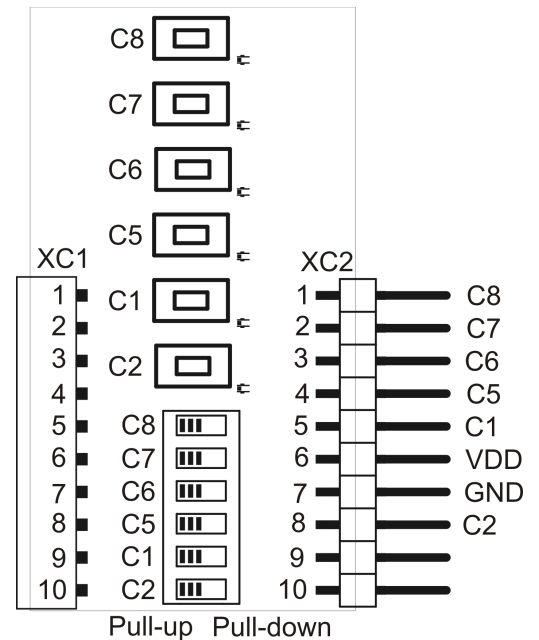 C8
C7
C6
C5
C1
C2
XC1
1
2
3
4
5
6
7
8
9
10
XC2
1 C8
2 C7
3 C6
4 C5
5 C1
6 VDD
7 GND
8 C2
9
10
C8
C7
C6
C5
C1
C2
Pull-up Pull-down